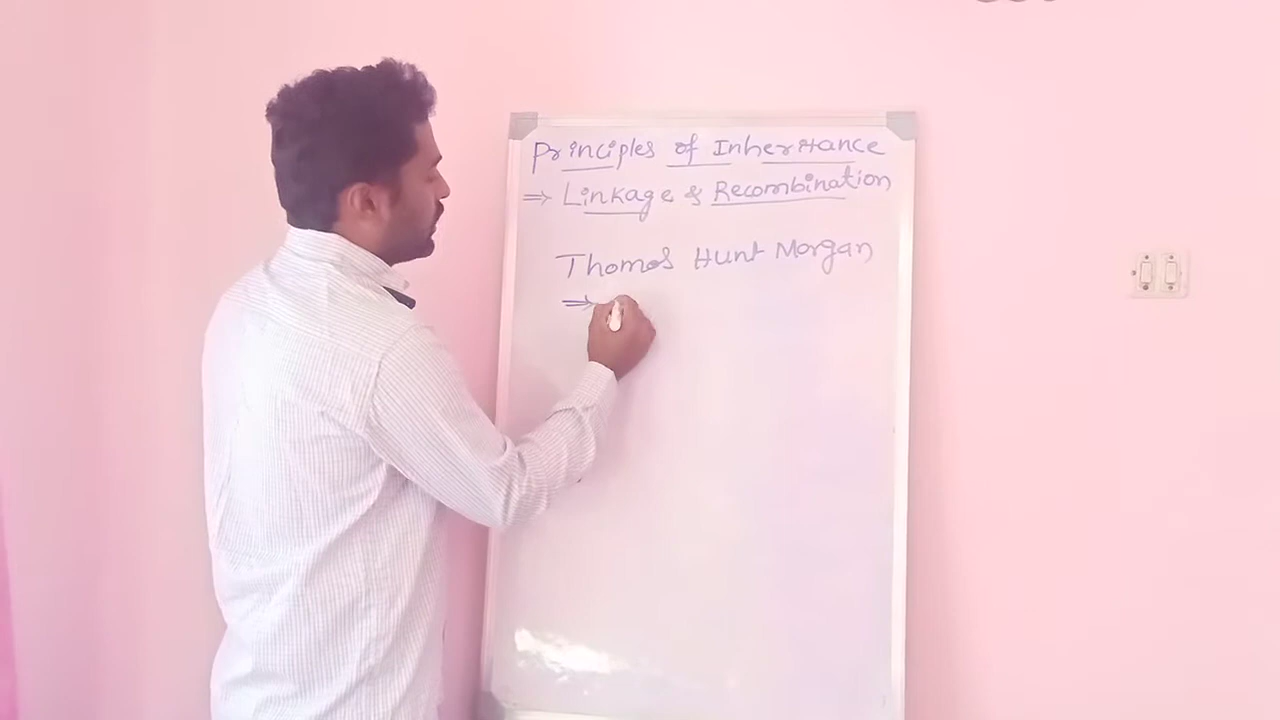 Principles of Inheritance
⇒ Linkage & Recombination
Thomas Hunt Morgan
⇒